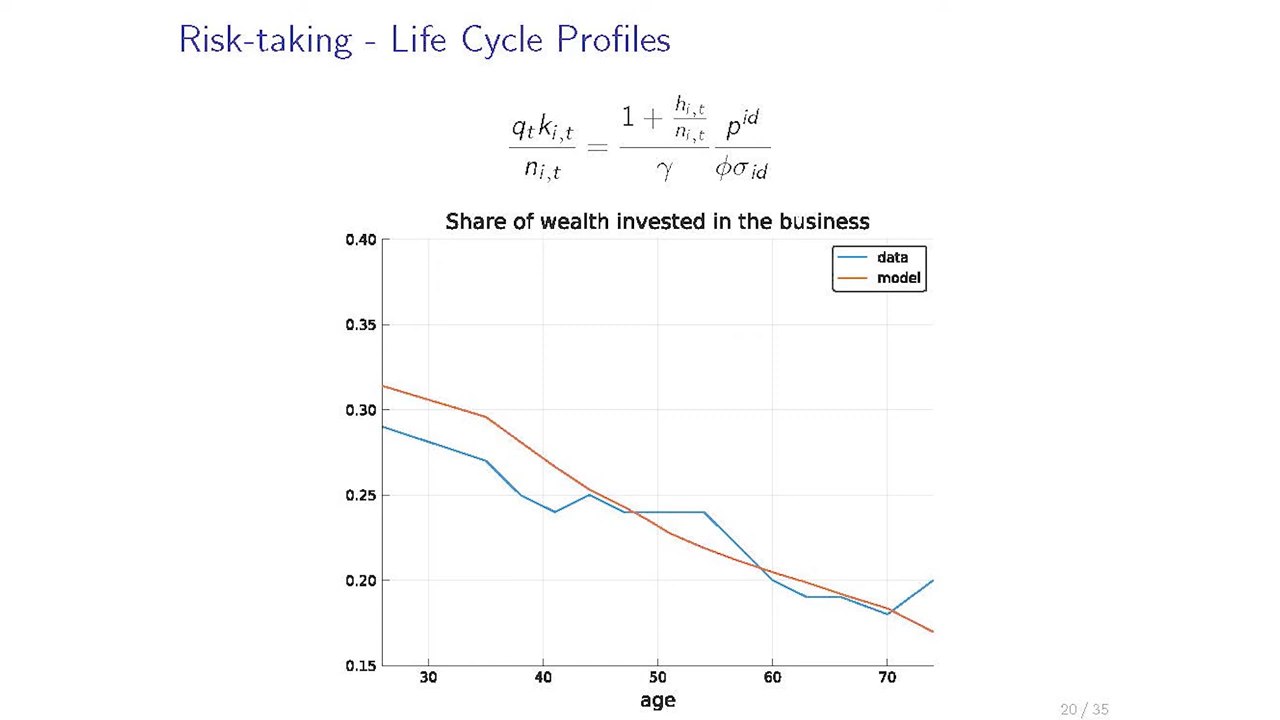 Risk-taking - Life Cycle Profiles
q_t k_{i,t} / n_{i,t} = (1 + h_{i,t} / n_{i,t}) / γ · p^{id} / ϕσ_{id}
Share of wealth invested in the business
data
model
0.40
0.35
0.30
0.25
0.20
0.15
30 40 50 60 70
age
20 / 35